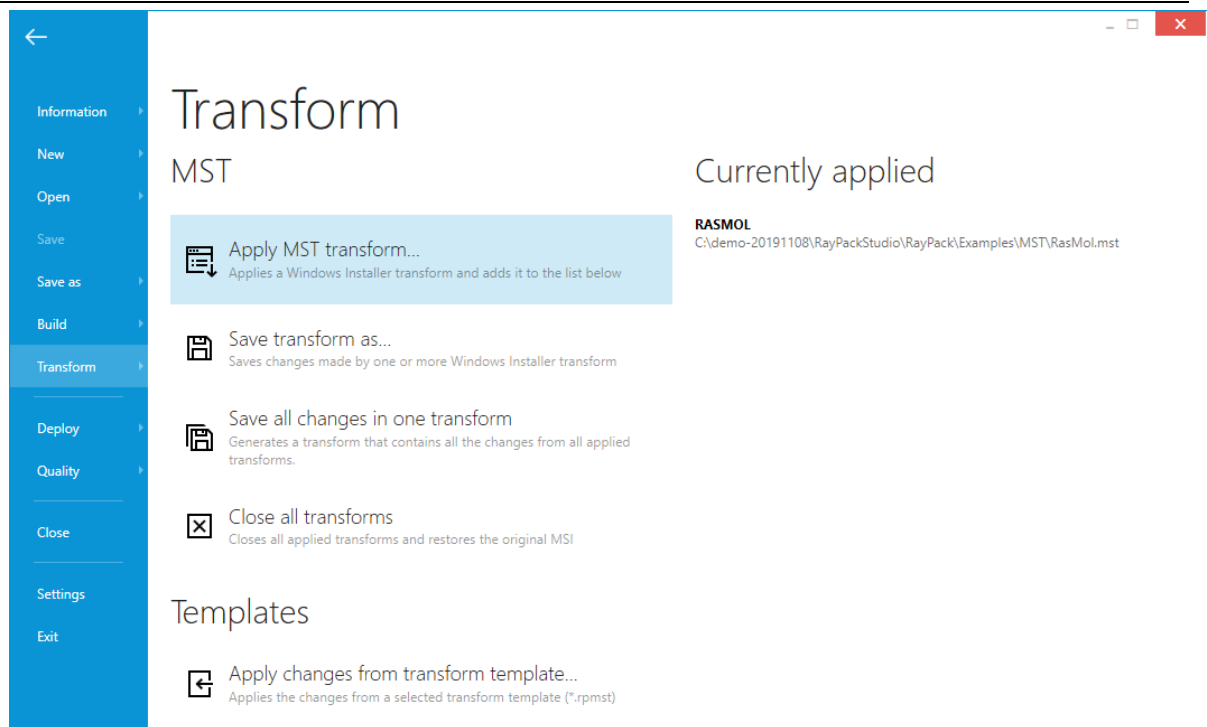 Information
New
Open
Save
Save as
Build
Transform
Deploy
Quality
Close
Settings
Exit
Transform
MST
Apply MST transform...
Applies a Windows Installer transform and adds it to the list below
Save transform as...
Saves changes made by one or more Windows Installer transform
Save all changes in one transform
Generates a transform that contains all the changes from all applied
transforms.
Close all transforms
Closes all applied transforms and restores the original MSI
Templates
Apply changes from transform template...
Applies the changes from a selected transform template (*.rpmst)
Currently applied
RASMOL
C:\demo-20191108\RayPackStudio\RayPack\Examples\MST\RasMol.mst